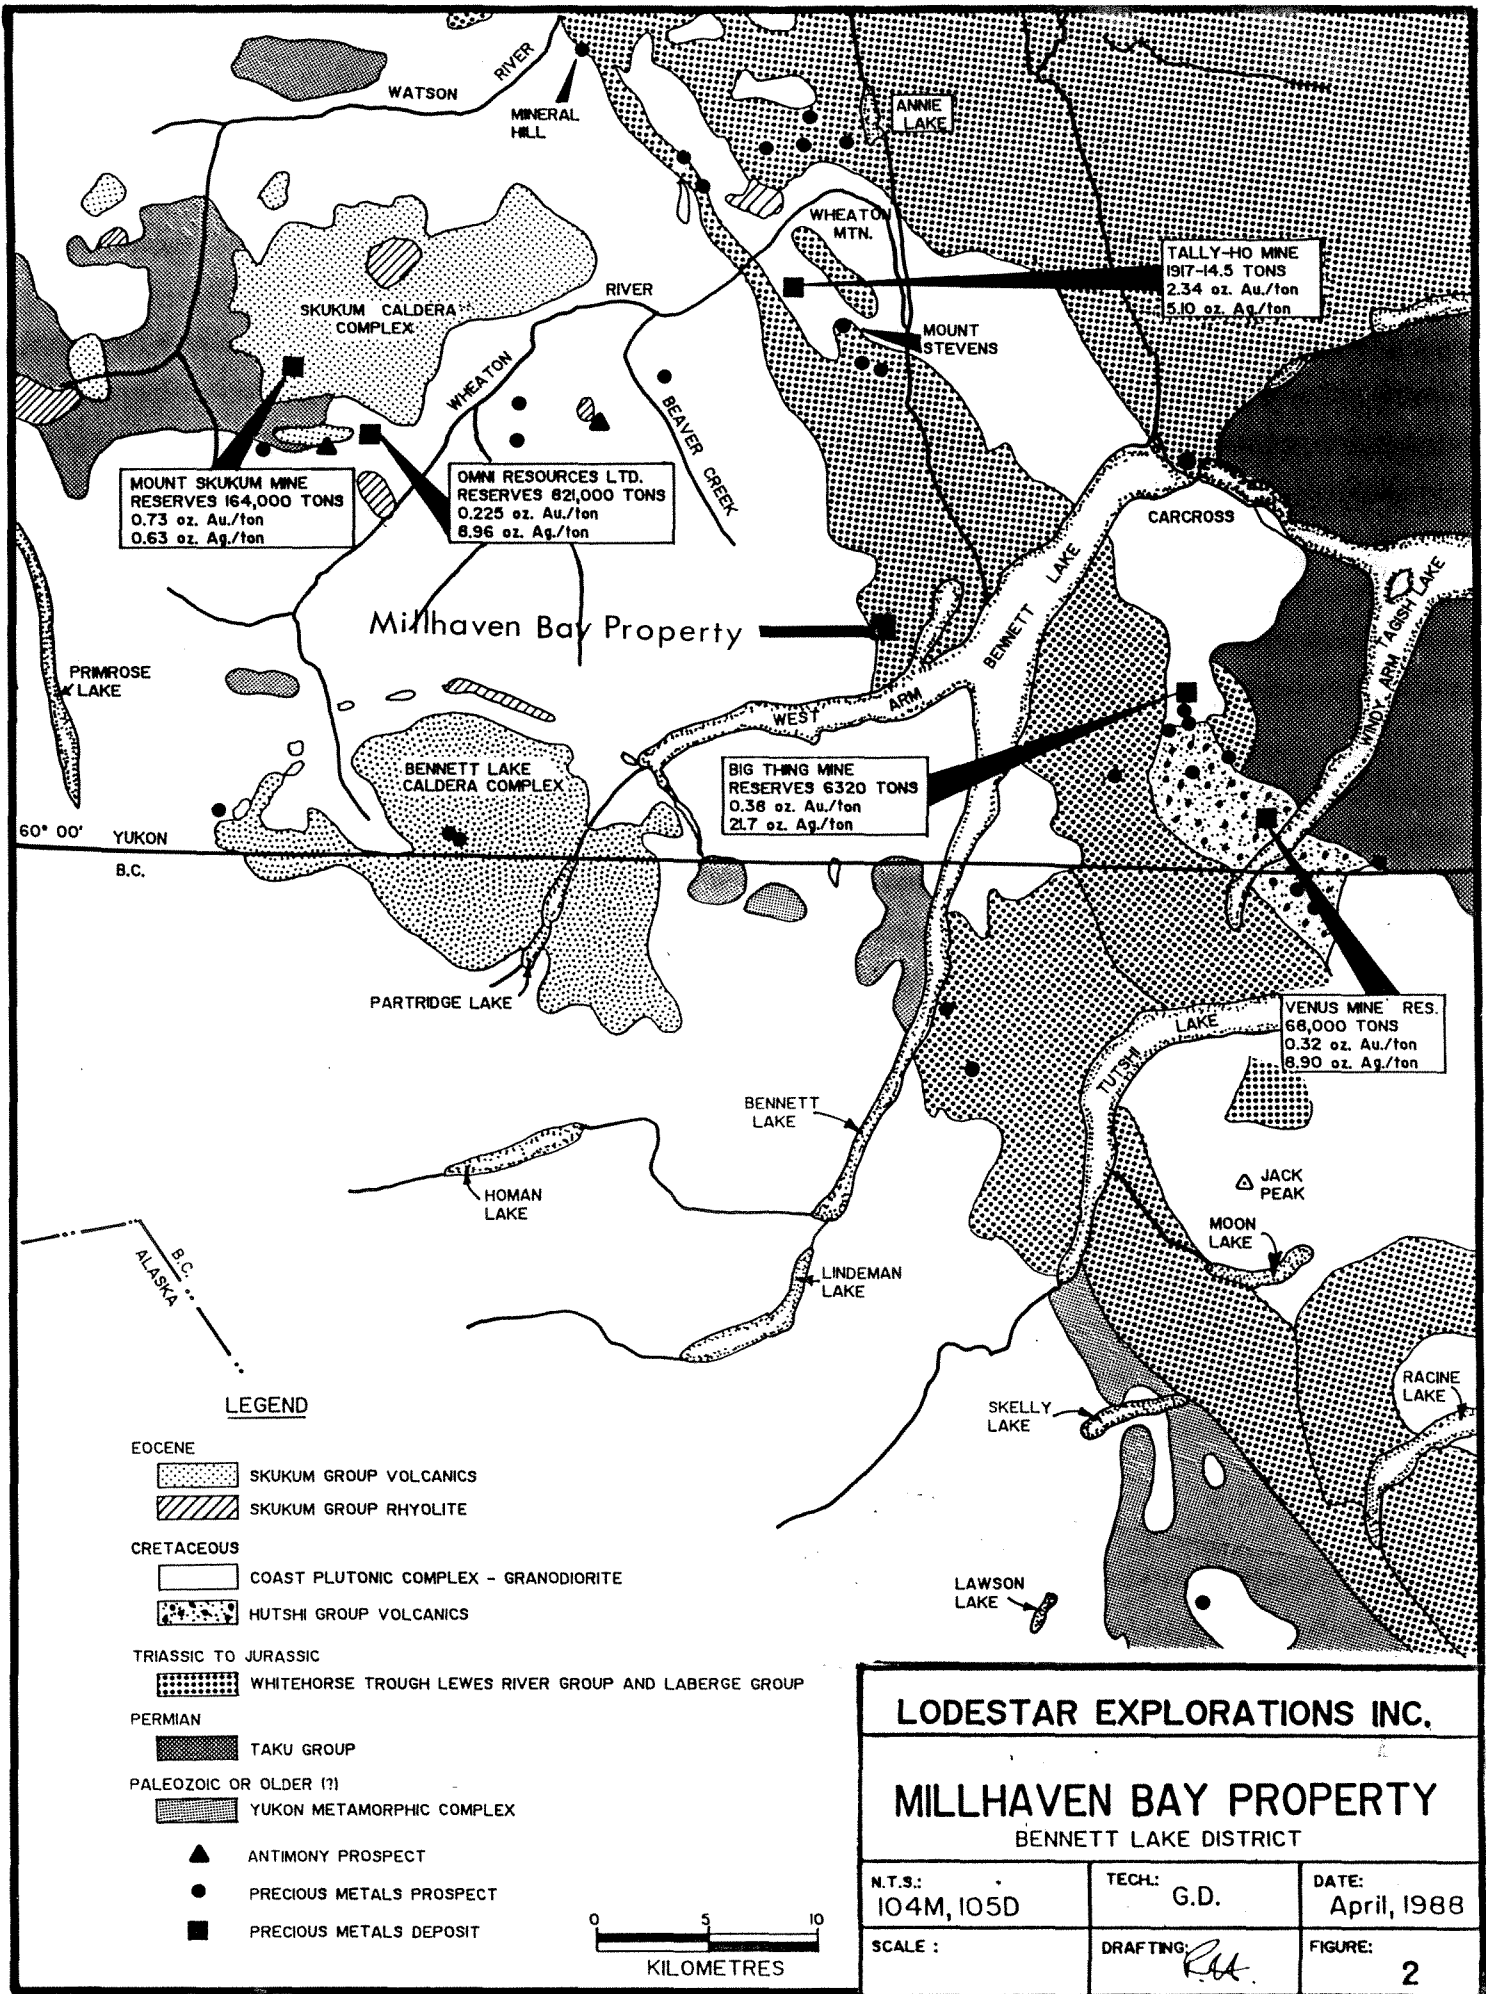 WATSON
RIVER
MINERAL
HILL
ANNIE
LAKE
WHEATON
MTN.
TALLY-HO MINE
1917-14.5 TONS
2.34 oz. Au./ton
5.10 oz. Ag./ton
SKUKUM CALDERA
COMPLEX
RIVER
WHEATON
MOUNT
STEVENS
BEAVER CREEK
MOUNT SKUKUM MINE
RESERVES 164,000 TONS
0.73 oz. Au./ton
0.63 oz. Ag./ton
OMNI RESOURCES LTD.
RESERVES 821,000 TONS
0.225 oz. Au./ton
8.96 oz. Ag./ton
CARCROSS
BENNETT LAKE
WINDY ARM TAGISH LAKE
Millhaven Bay Property
PRIMROSE
LAKE
WEST ARM
BENNETT LAKE
CALDERA COMPLEX
BIG THING MINE
RESERVES 6320 TONS
0.38 oz. Au./ton
21.7 oz. Ag./ton
60° 00' YUKON
B.C.
PARTRIDGE LAKE
VENUS MINE RES.
68,000 TONS
0.32 oz. Au./ton
8.90 oz. Ag./ton
TUTSHI LAKE
BENNETT
LAKE
HOMAN
LAKE
JACK
PEAK
MOON
LAKE
B.C.
ALASKA
LINDEMAN
LAKE
RACINE
LAKE
SKELLY
LAKE
LAWSON
LAKE
LEGEND
EOCENE
SKUKUM GROUP VOLCANICS
SKUKUM GROUP RHYOLITE
CRETACEOUS
COAST PLUTONIC COMPLEX - GRANODIORITE
HUTSHI GROUP VOLCANICS
TRIASSIC TO JURASSIC
WHITEHORSE TROUGH LEWES RIVER GROUP AND LABERGE GROUP
PERMIAN
TAKU GROUP
PALEOZOIC OR OLDER (?)
YUKON METAMORPHIC COMPLEX
ANTIMONY PROSPECT
PRECIOUS METALS PROSPECT
PRECIOUS METALS DEPOSIT
0 5 10
KILOMETRES
LODESTAR EXPLORATIONS INC.
MILLHAVEN BAY PROPERTY
BENNETT LAKE DISTRICT
N.T.S.:
104M, 105D
TECH.:
G.D.
DATE:
April, 1988
SCALE :
DRAFTING:
FIGURE:
2